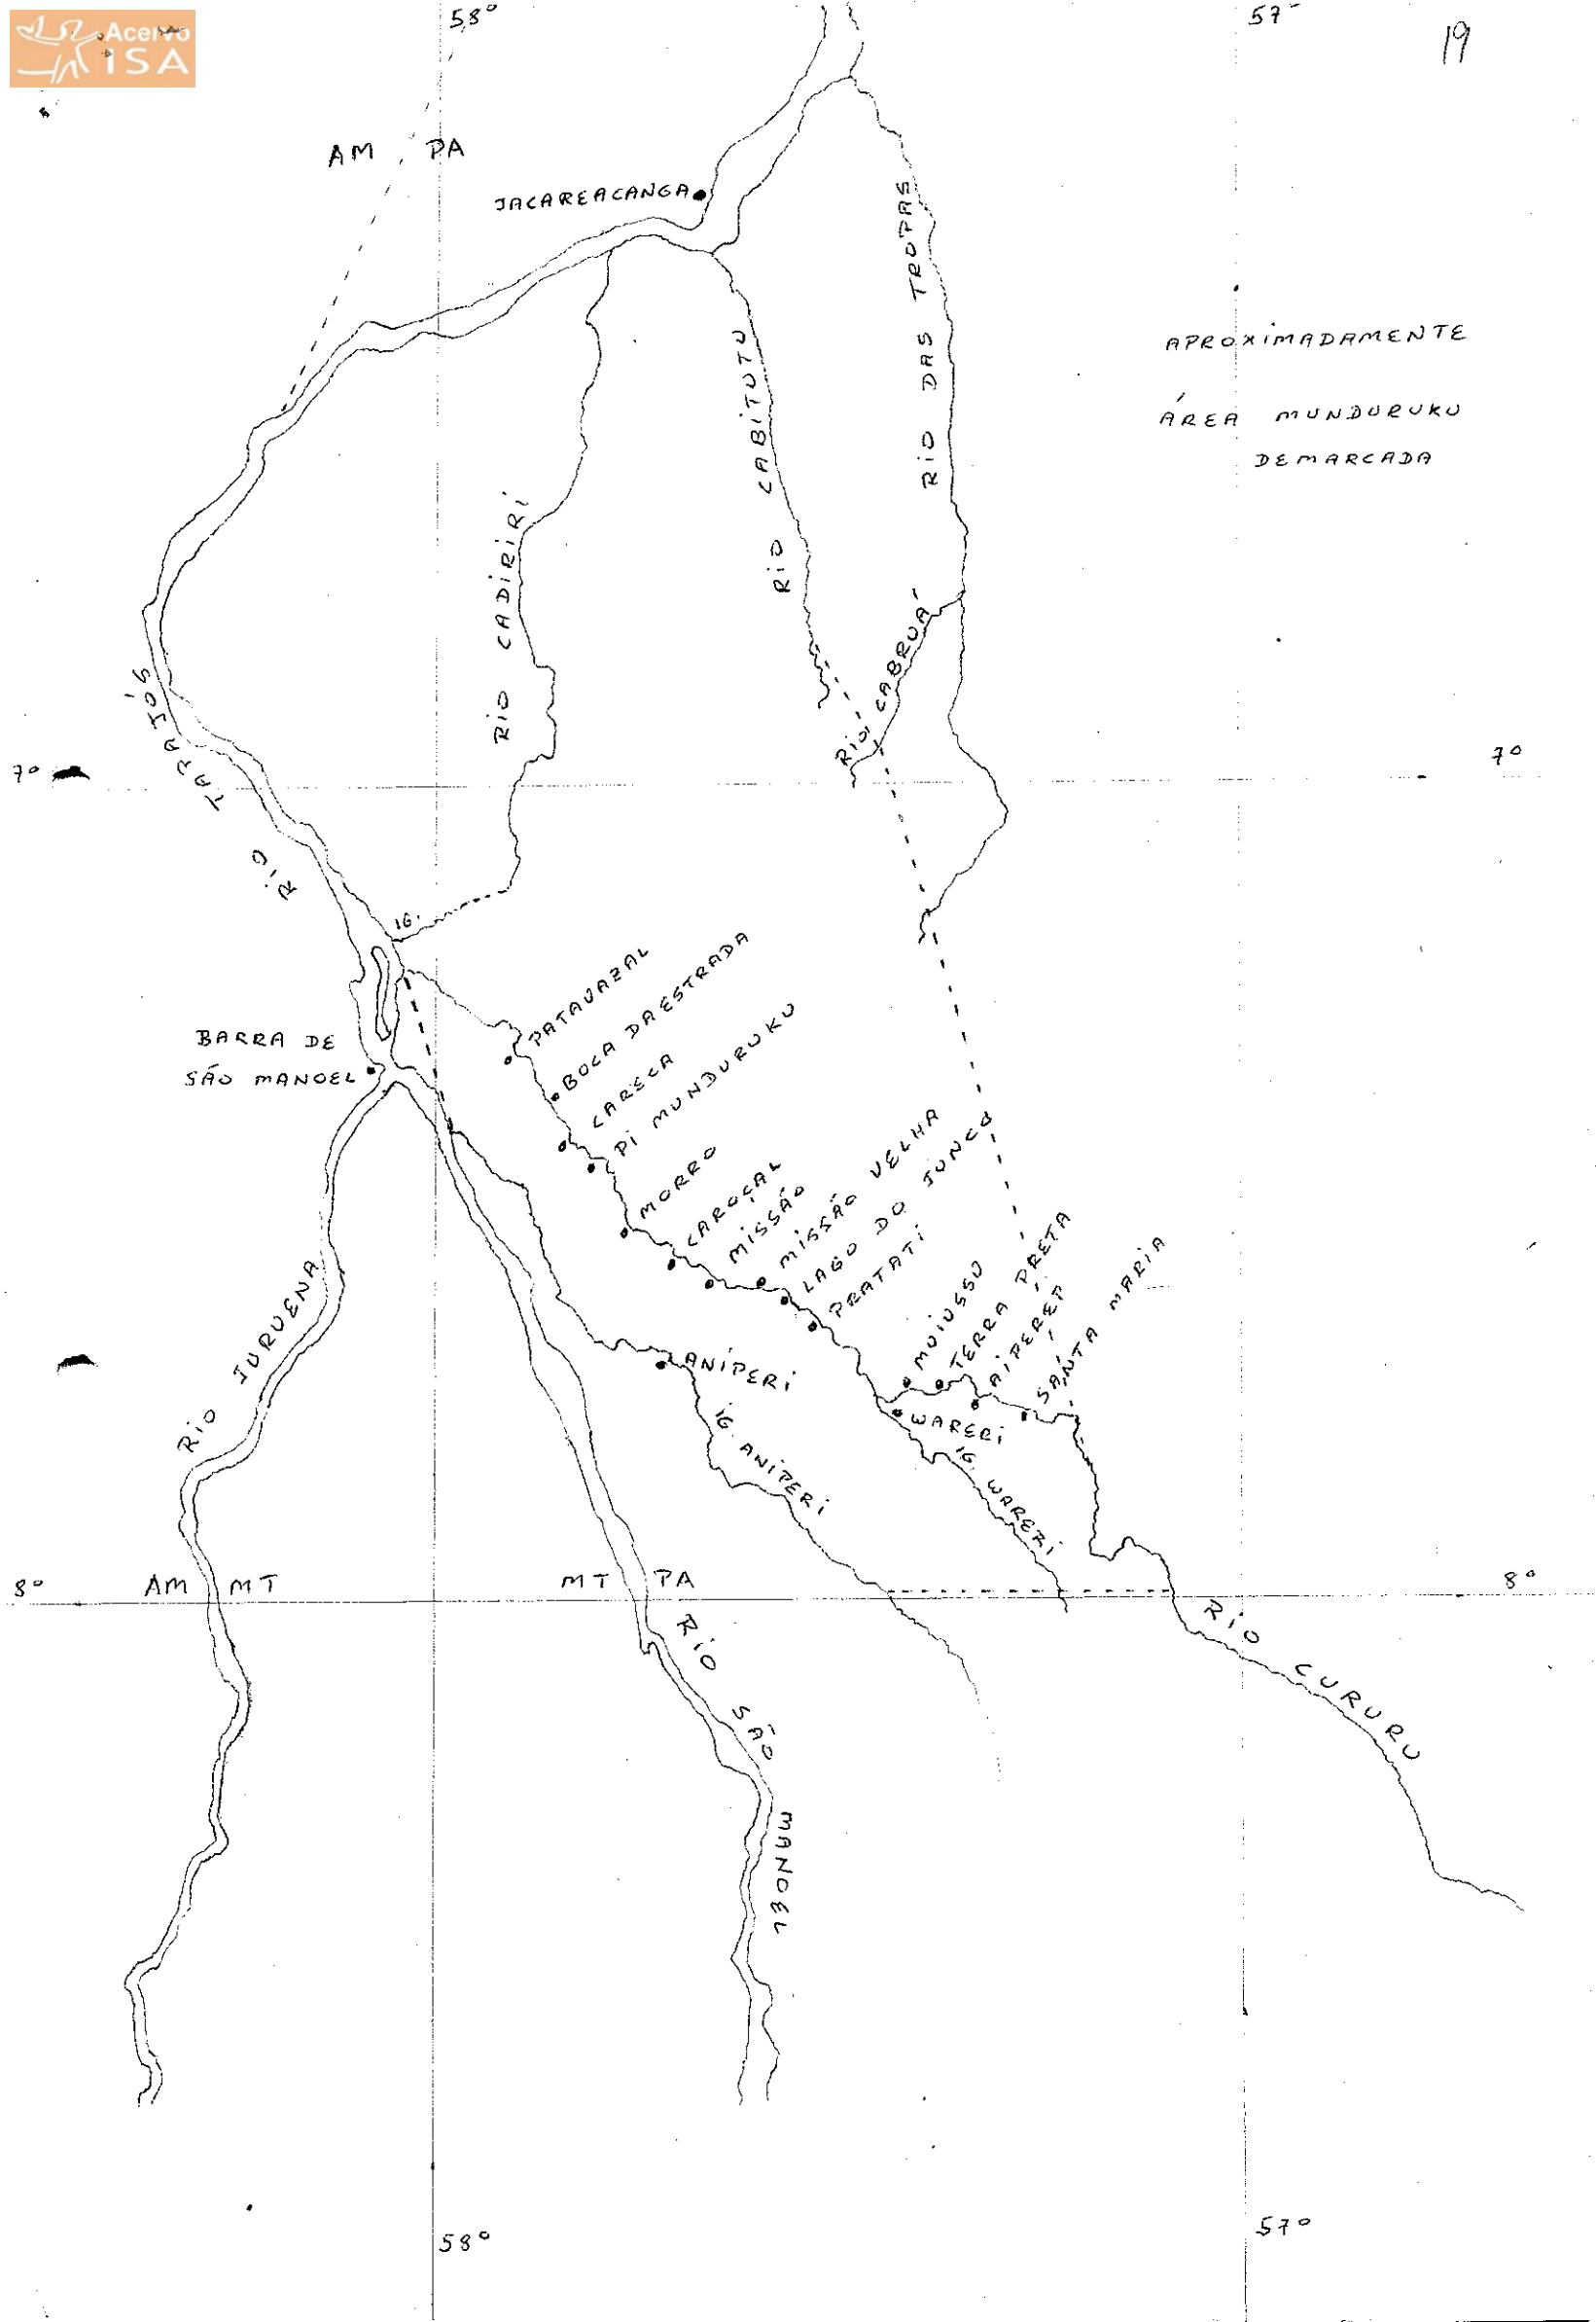 Acervo
ISA
58°
57°
19
AM
PA
JACAREACANGA
APROXIMADAMENTE
ÁREA MUNDURUKU
DEMARCADA
RIO DAS TROPAS
RIO CABITUTU
RIO CADIRIRI
RIO CABRUÁ
RIO TAPAJÓS
7°
7°
IG.
BARRA DE
SÃO MANOEL
PATAUAZAL
BOCA DA ESTRADA
CARECA
PI MUNDURUKU
MORRO
CAROÇAL
MISSÃO
MISSÃO VELHA
LAGO DO JUNCO
PRATATI
MUIUSSO
TERRA PRETA
AIPEREP
SANTA MARIA
WARERI
IG. WARERI
ANIPERI
IG. ANIPERI
RIO JURUENA
8°
AM
MT
MT
PA
8°
RIO SÃO MANOEL
RIO CURURU
58°
57°